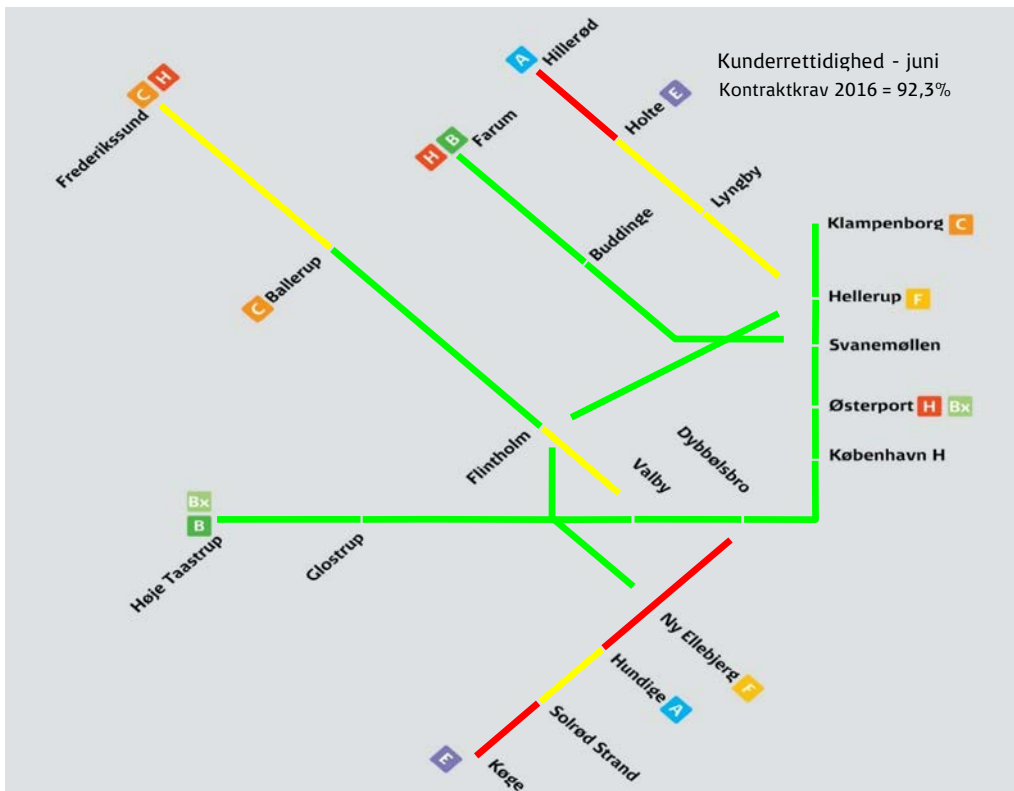 Kunderrettidighed - juni
Kontraktkrav 2016 = 92,3%
A Hillerød
Holte E
Lyngby
C H
Frederikssund
H B Farum
Buddinge
C Ballerup
Klampenborg C
Hellerup F
Svanemøllen
Østerport H Bx
København H
Flintholm
Valby
Dybbølsbro
Bx
B
Høje Taastrup
Glostrup
Ny Ellebjerg F
Hundige A
Solrød Strand
E Køge